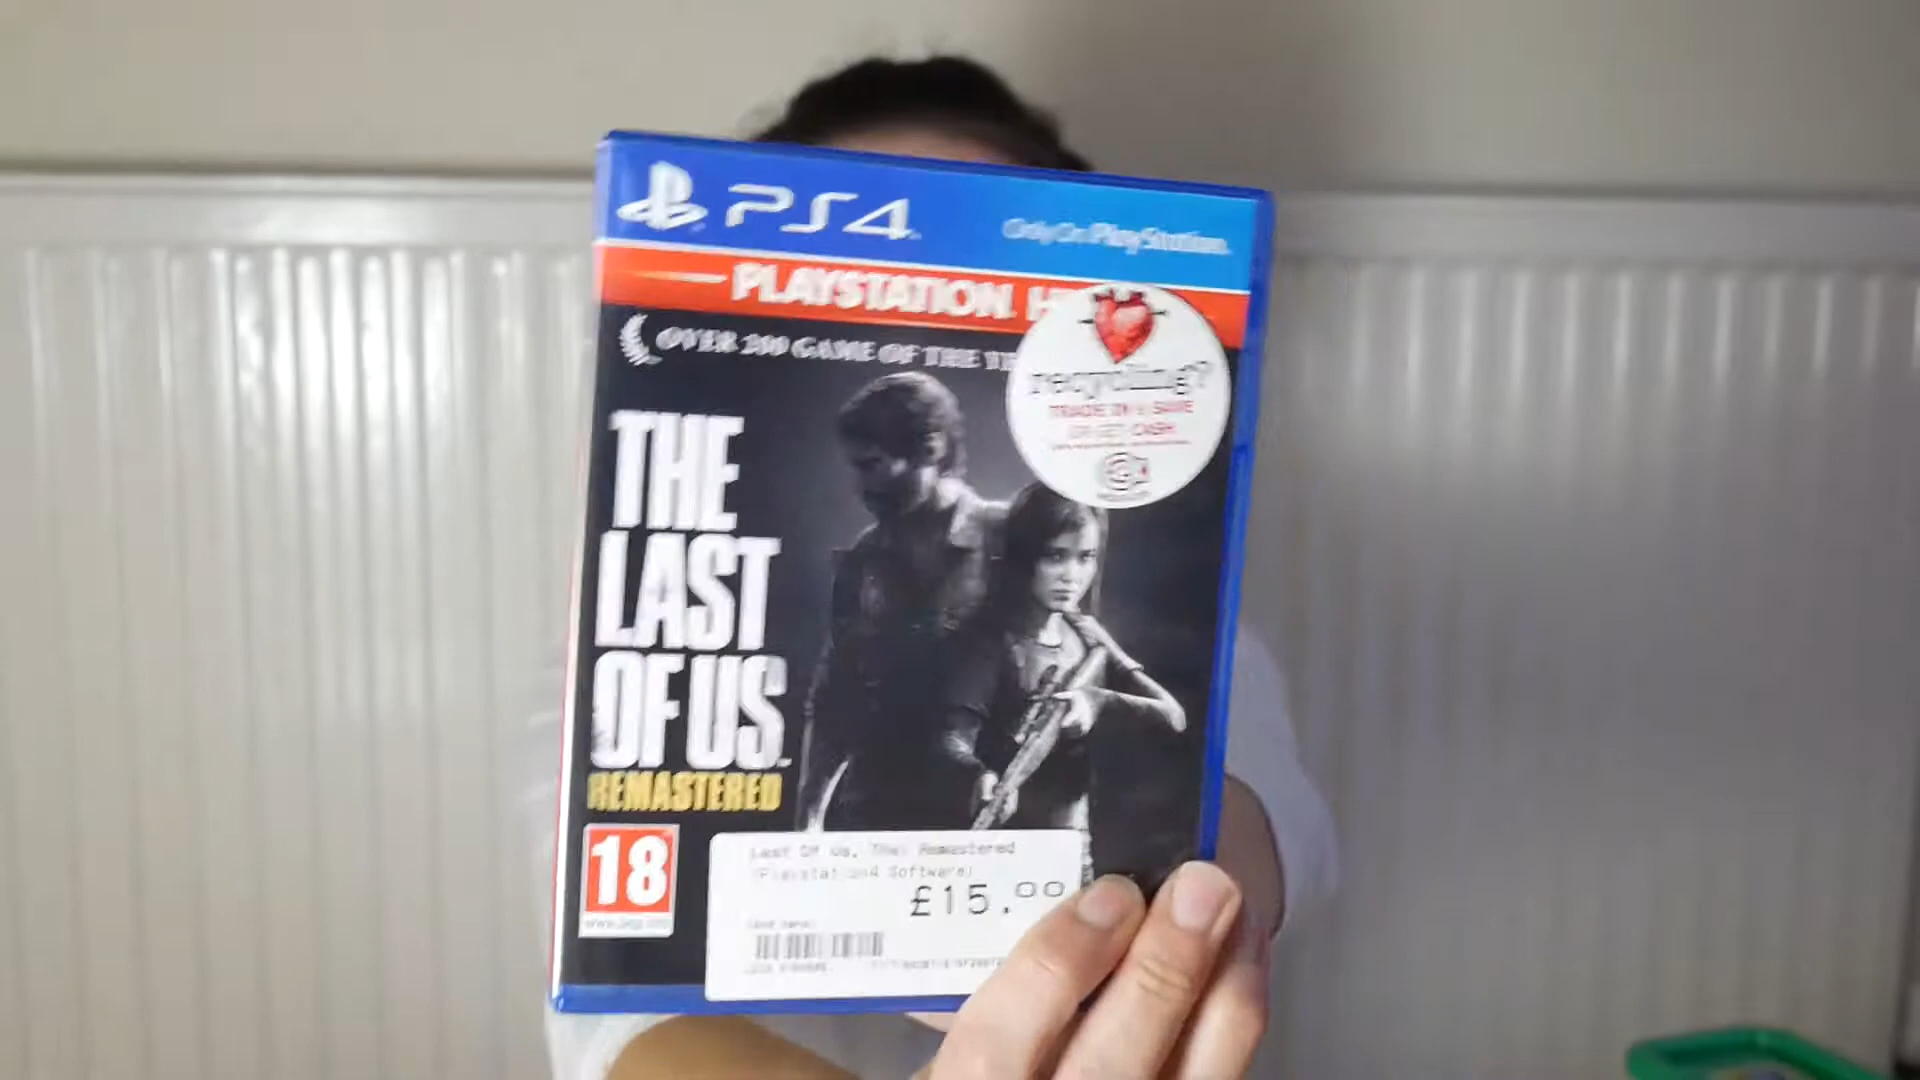 PS4
Only On PlayStation
PLAYSTATION H
OVER 200 GAME OF THE YE
recycling?
TRADE IN & SAVE
OR GET CASH
THE
LAST
OF US
REMASTERED
18
Last Of Us, The: Remastered
(Playstation4 Software)
£15.00